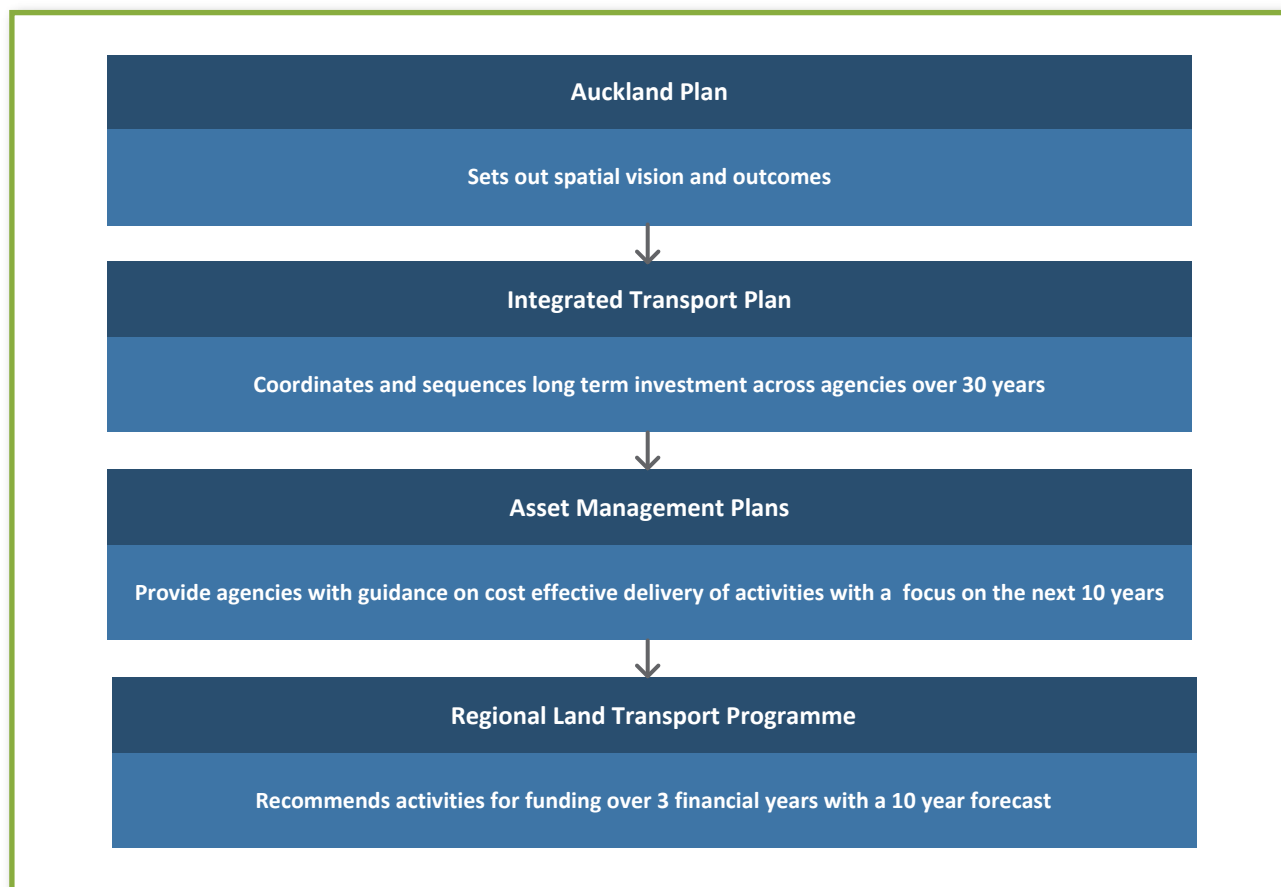 Auckland Plan
Sets out spatial vision and outcomes
Integrated Transport Plan
Coordinates and sequences long term investment across agencies over 30 years
Asset Management Plans
Provide agencies with guidance on cost effective delivery of activities with a  focus on the next 10 years
Regional Land Transport Programme
Recommends activities for funding over 3 financial years with a 10 year forecast